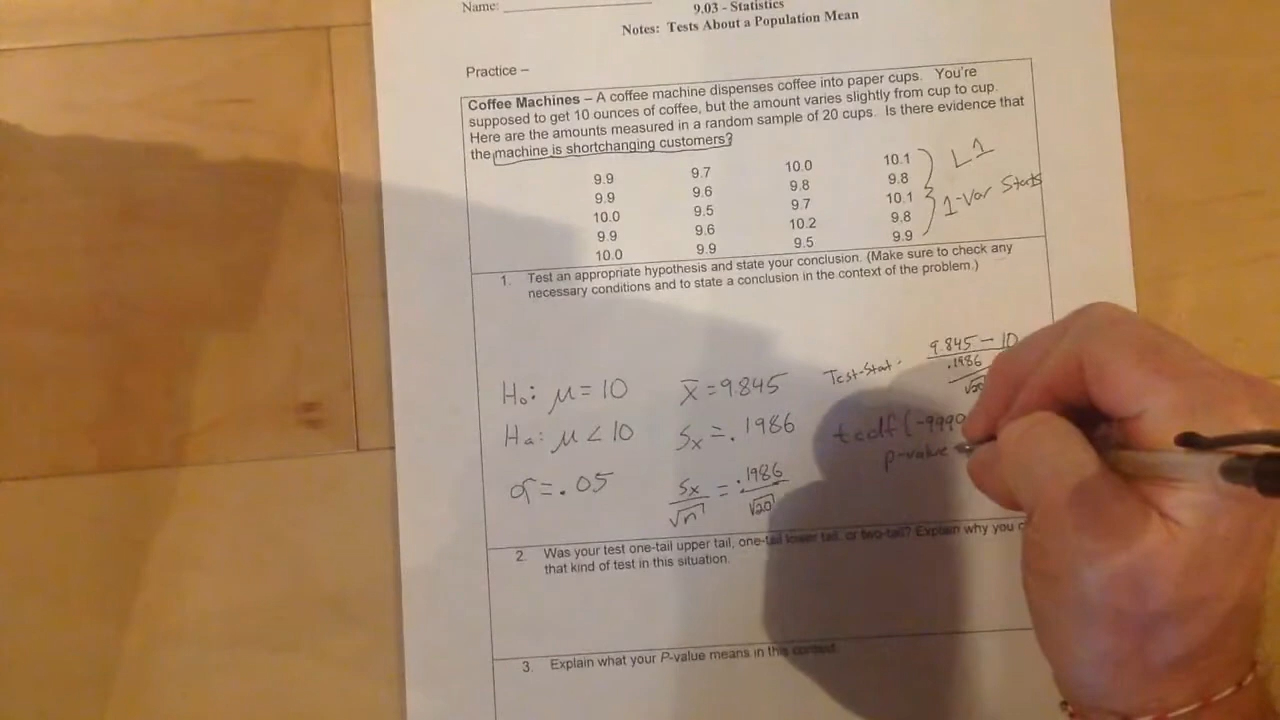 Name:
9.03 - Statistics
Notes: Tests About a Population Mean
Practice –
Coffee Machines – A coffee machine dispenses coffee into paper cups. You're
supposed to get 10 ounces of coffee, but the amount varies slightly from cup to cup.
Here are the amounts measured in a random sample of 20 cups. Is there evidence that
the machine is shortchanging customers?
9.9 9.7 10.0 10.1
9.9 9.6 9.8 9.8
10.0 9.5 9.7 10.1
9.9 9.6 10.2 9.8
10.0 9.9 9.5 9.9
L1
1-Var Stats
1. Test an appropriate hypothesis and state your conclusion. (Make sure to check any
necessary conditions and to state a conclusion in the context of the problem.)
H₀: μ = 10
Hₐ: μ < 10
α = .05
x̄ = 9.845
Sx = .1986
Sx/√n = .1986/√20
Test-Stat.
9.845 – 10
.1986
√20
tcdf(-9990
p-value
2. Was your test one-tail upper tail, one-tail lower tail, or two-tail? Explain why you
that kind of test in this situation.
3. Explain what your P-value means in this context.